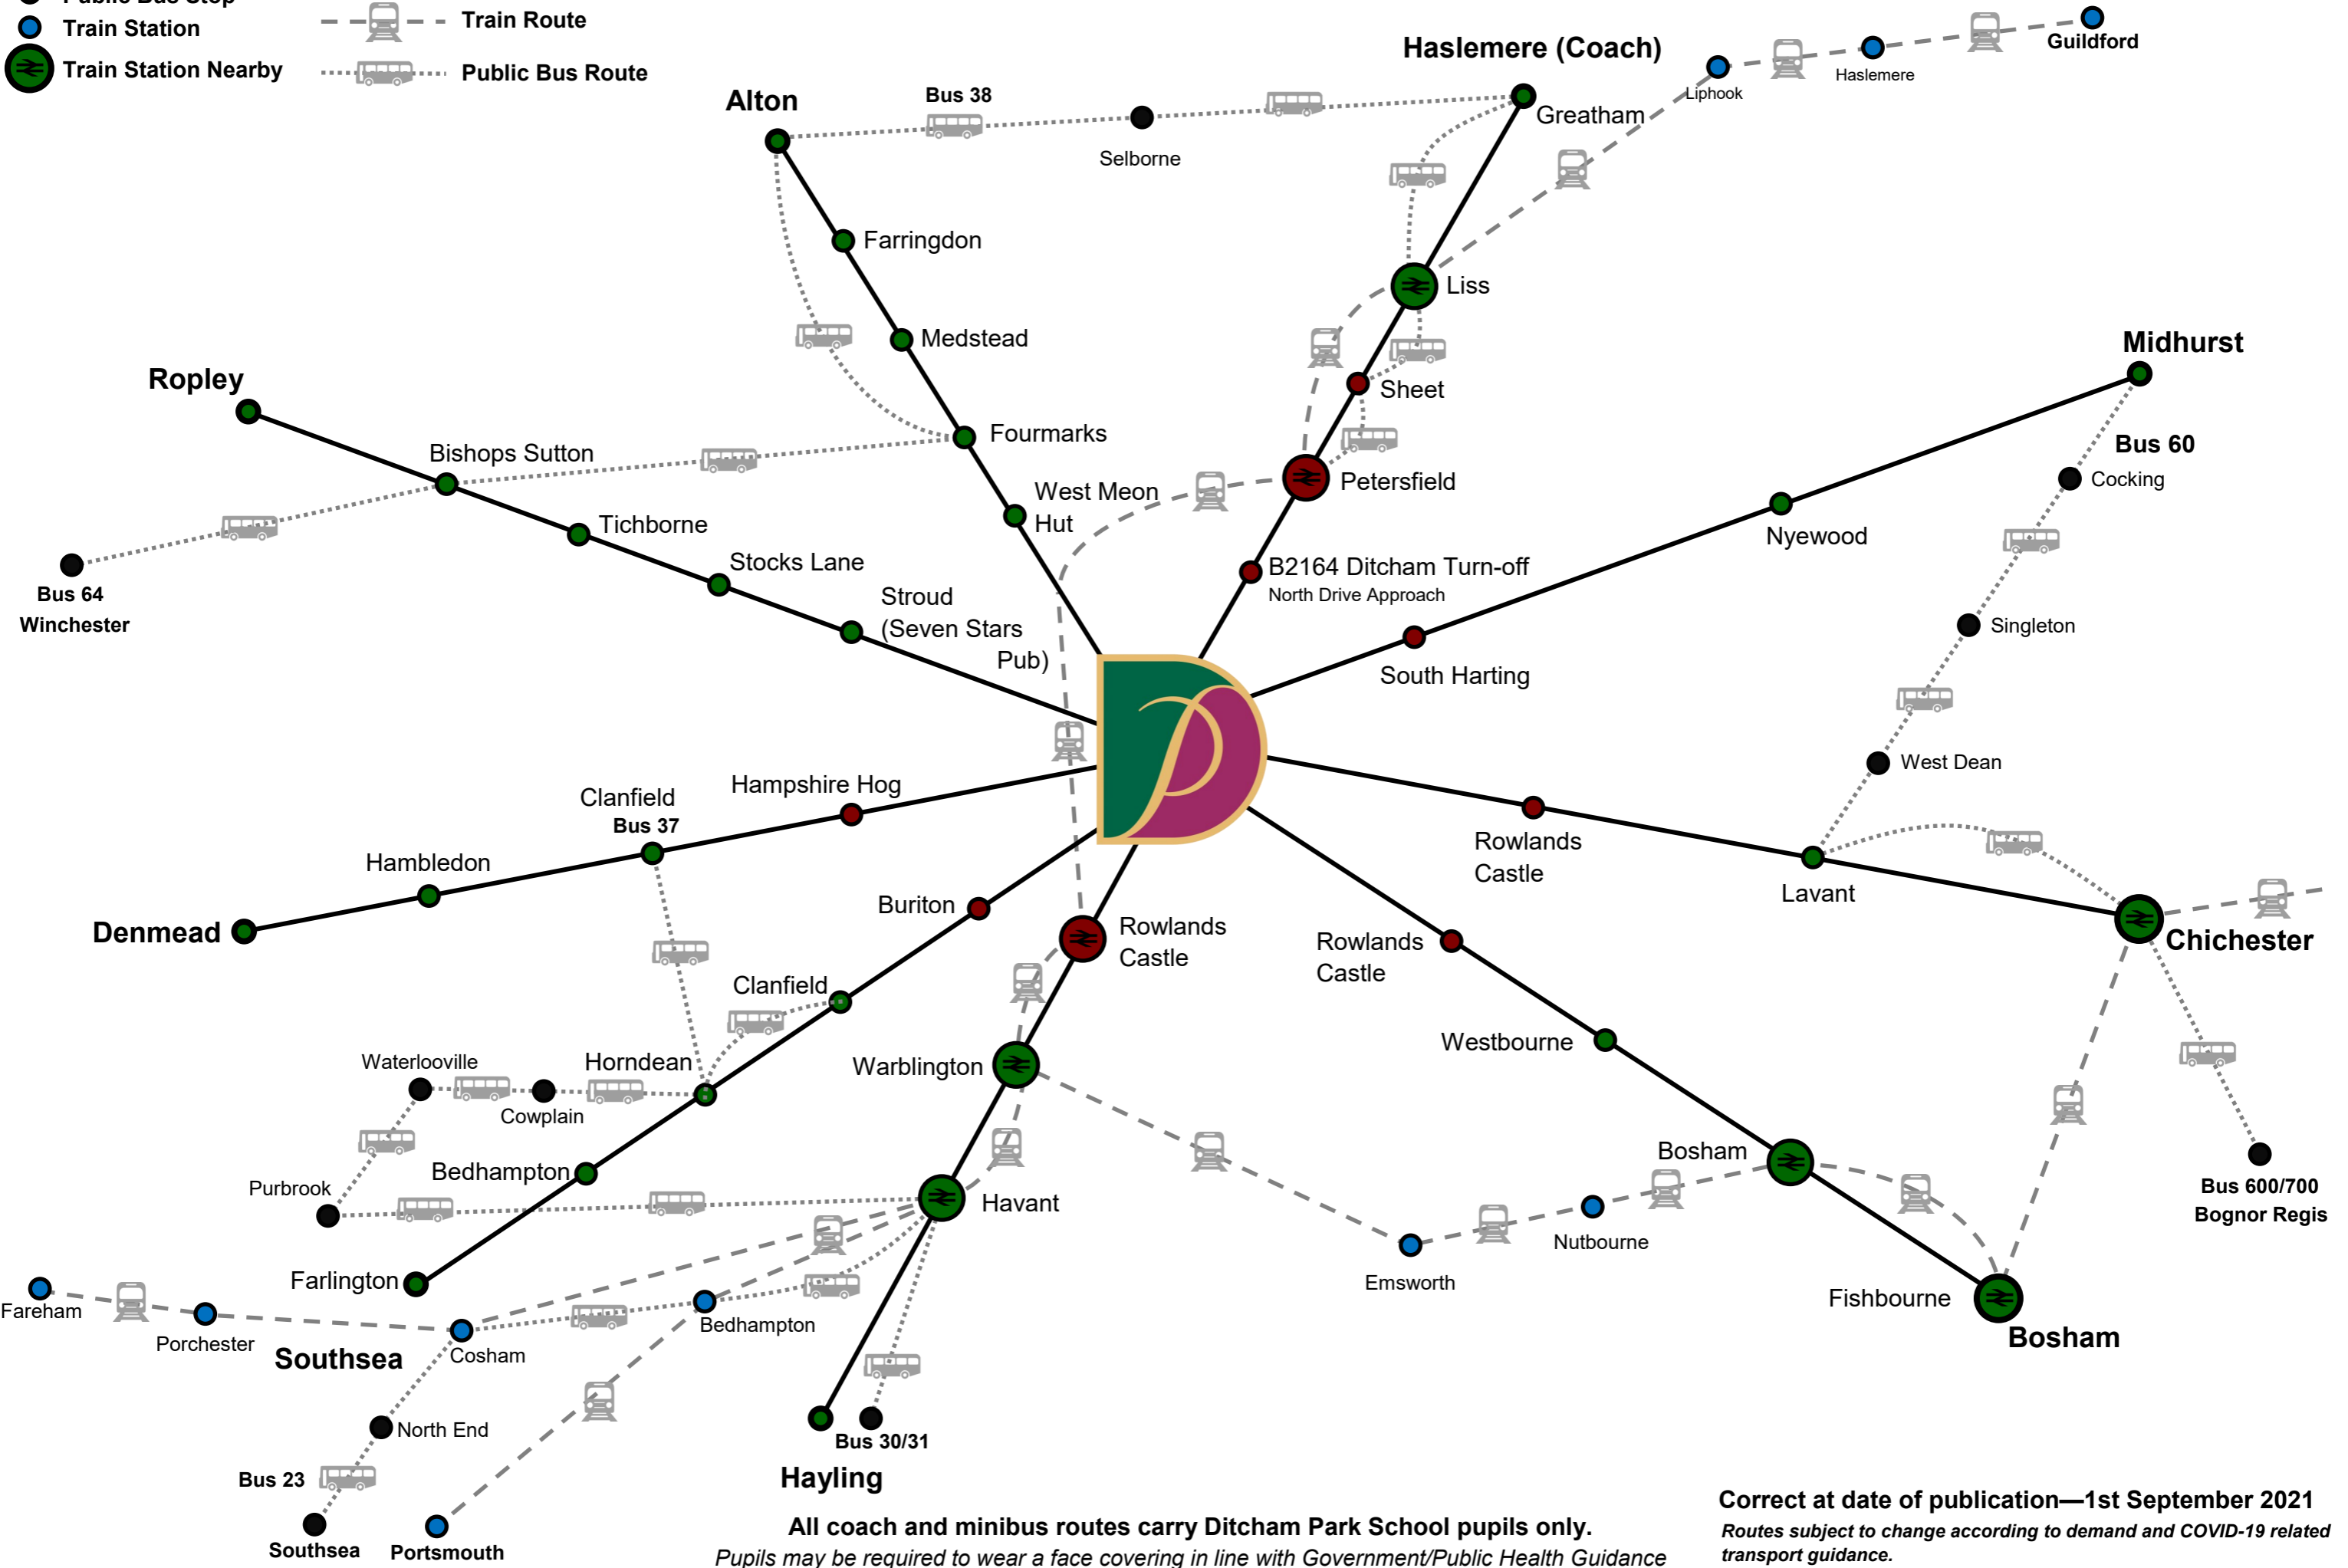 Public Bus Stop
Train Station
Train Station Nearby
Train Route
Public Bus Route
Haslemere (Coach)
Guildford
Haslemere
Liphook
Alton
Bus 38
Selborne
Greatham
Farringdon
Liss
Medstead
Midhurst
Ropley
Sheet
Bus 60
Fourmarks
Bishops Sutton
Petersfield
Cocking
West Meon
Hut
Tichborne
Nyewood
Stocks Lane
B2164 Ditcham Turn-off
North Drive Approach
Bus 64
Winchester
Stroud
(Seven Stars
Pub)
Singleton
South Harting
West Dean
Hampshire Hog
Clanfield
Bus 37
Rowlands
Castle
Hambledon
Lavant
Buriton
Denmead
Rowlands
Castle
Rowlands
Castle
Chichester
Clanfield
Westbourne
Waterlooville
Horndean
Warblington
Cowplain
Bosham
Bedhampton
Purbrook
Havant
Bus 600/700
Bognor Regis
Nutbourne
Farlington
Emsworth
Fishbourne
Fareham
Porchester
Bedhampton
Bosham
Southsea
Cosham
North End
Bus 30/31
Hayling
Bus 23
Southsea
Portsmouth
Correct at date of publication—1st September 2021
All coach and minibus routes carry Ditcham Park School pupils only.
Routes subject to change according to demand and COVID-19 related
transport guidance.
Pupils may be required to wear a face covering in line with Government/Public Health Guidance